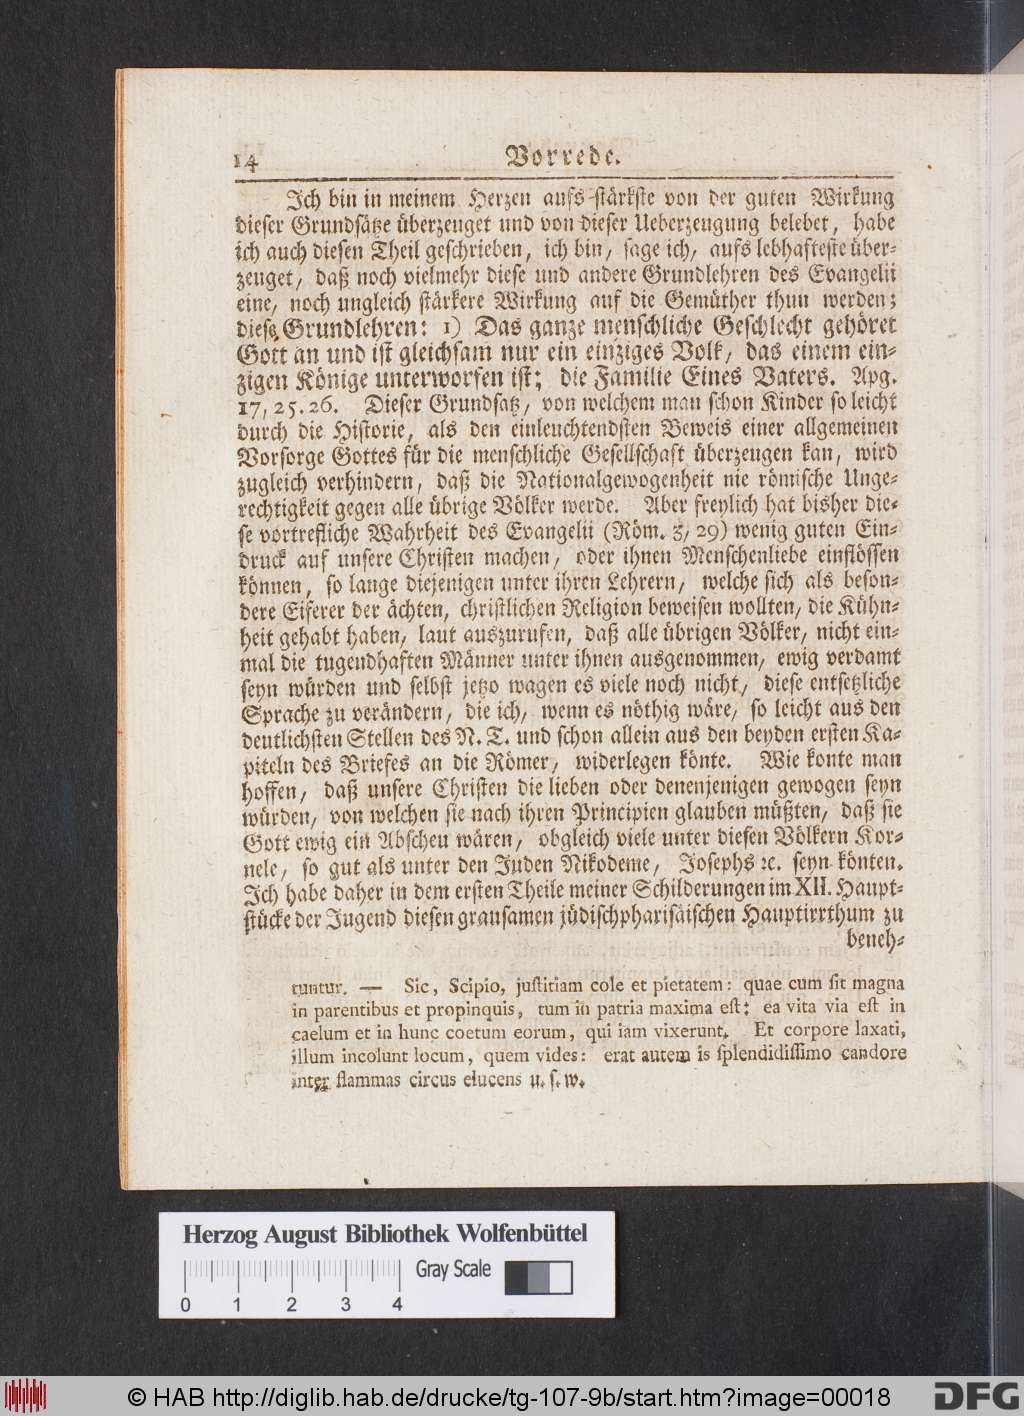 14 Vorrede.
Ich bin in meinem Herzen aufs stärkste von der guten Wirkung
dieser Grundsätze überzeuget und von dieser Ueberzeugung belebet, habe
ich auch diesen Theil geschrieben, ich bin, sage ich, aufs lebhafteste über-
zeuget, daß noch vielmehr diese und andere Grundlehren des Evangelii
eine, noch ungleich stärkere Wirkung auf die Gemüther thun werden;
diese Grundlehren: 1) Das ganze menschliche Geschlecht gehöret
Gott an und ist gleichsam nur ein einziges Volk, das einem ein-
zigen Könige unterworfen ist; die Familie Eines Vaters. Apg.
17, 25. 26. Dieser Grundsatz, von welchem man schon Kinder so leicht
durch die Historie, als den einleuchtendsten Beweis einer allgemeinen
Vorsorge Gottes für die menschliche Gesellschaft überzeugen kan, wird
zugleich verhindern, daß die Nationalgewogenheit nie römische Unge-
rechtigkeit gegen alle übrige Völker werde. Aber freylich hat bisher die-
se vortrefliche Wahrheit des Evangelii (Röm. 3, 29) wenig guten Ein-
druck auf unsere Christen machen, oder ihnen Menschenliebe einflössen
können, so lange diejenigen unter ihren Lehrern, welche sich als beson-
dere Eiferer der ächten, christlichen Religion beweisen wollten, die Kühn-
heit gehabt haben, laut auszurufen, daß alle übrigen Völker, nicht ein-
mal die tugendhaften Männer unter ihnen ausgenommen, ewig verdamt
seyn würden und selbst jetzo wagen es viele noch nicht, diese entsetzliche
Sprache zu verändern, die ich, wenn es nöthig wäre, so leicht aus den
deutlichsten Stellen des N. T. und schon allein aus den beyden ersten Ka-
piteln des Briefes an die Römer, widerlegen könte. Wie konte man
hoffen, daß unsere Christen die lieben oder denenjenigen gewogen seyn
würden, von welchen sie nach ihren Principien glauben müßten, daß sie
Gott ewig ein Abscheu wären, obgleich viele unter diesen Völkern Kor-
nele, so gut als unter den Juden Nikodeme, Josephs ꝛc. seyn könten.
Ich habe daher in dem ersten Theile meiner Schilderungen im XII. Haupt-
stücke der Jugend diesen grausamen jüdischpharisäischen Hauptirrthum zu
beneh-
runtur. — Sic, Scipio, juſtitiam cole et pietatem: quae cum ſit magna
in parentibus et propinquis, tum in patria maxima eſt; ea vita via eſt in
caelum et in hunc coetum eorum, qui iam vixerunt. Et corpore laxati,
illum incolunt locum, quem vides: erat autem is ſplendidiſſimo candore
inter flammas circus elucens u. ſ. w.
Herzog August Bibliothek Wolfenbüttel
Gray Scale
0 1 2 3 4
© HAB http://diglib.hab.de/drucke/tg-107-9b/start.htm?image=00018
DFG